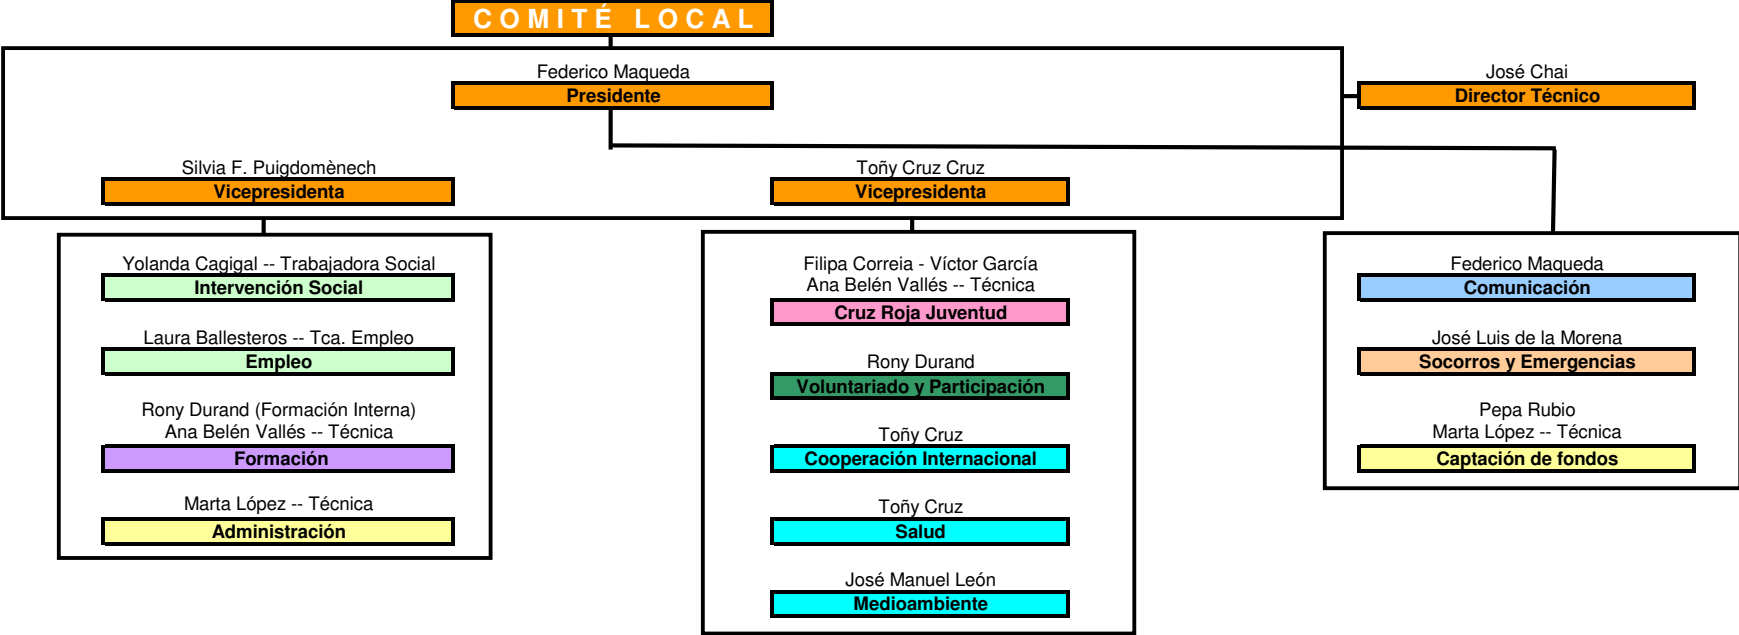 COMITÉ LOCAL
Federico Maqueda
Presidente
José Chai
Director Técnico
Silvia F. Puigdomènech
Vicepresidenta
Toñy Cruz Cruz
Vicepresidenta
Yolanda Cagigal -- Trabajadora Social
Intervención Social
Laura Ballesteros -- Tca. Empleo
Empleo
Rony Durand (Formación Interna)
Ana Belén Vallés -- Técnica
Formación
Marta López -- Técnica
Administración
Filipa Correia - Víctor García
Ana Belén Vallés -- Técnica
Cruz Roja Juventud
Rony Durand
Voluntariado y Participación
Toñy Cruz
Cooperación Internacional
Toñy Cruz
Salud
José Manuel León
Medioambiente
Federico Maqueda
Comunicación
José Luis de la Morena
Socorros y Emergencias
Pepa Rubio
Marta López -- Técnica
Captación de fondos